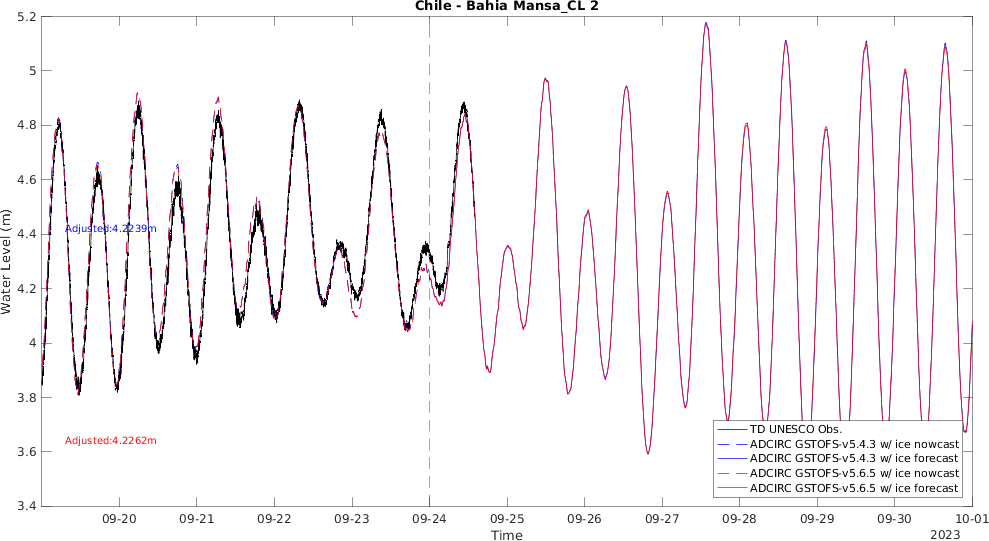 Chile - Bahia Mansa_CL 2
5.2
5
4.8
4.6
4.4
4.2
4
3.8
3.6
3.4
Water Level (m)
Adjusted:4.2239m
Adjusted:4.2262m
TD UNESCO Obs.
ADCIRC GSTOFS-v5.4.3 w/ ice nowcast
ADCIRC GSTOFS-v5.4.3 w/ ice forecast
ADCIRC GSTOFS-v5.6.5 w/ ice nowcast
ADCIRC GSTOFS-v5.6.5 w/ ice forecast
09-20 09-21 09-22 09-23 09-24 09-25 09-26 09-27 09-28 09-29 09-30 10-01
Time
2023